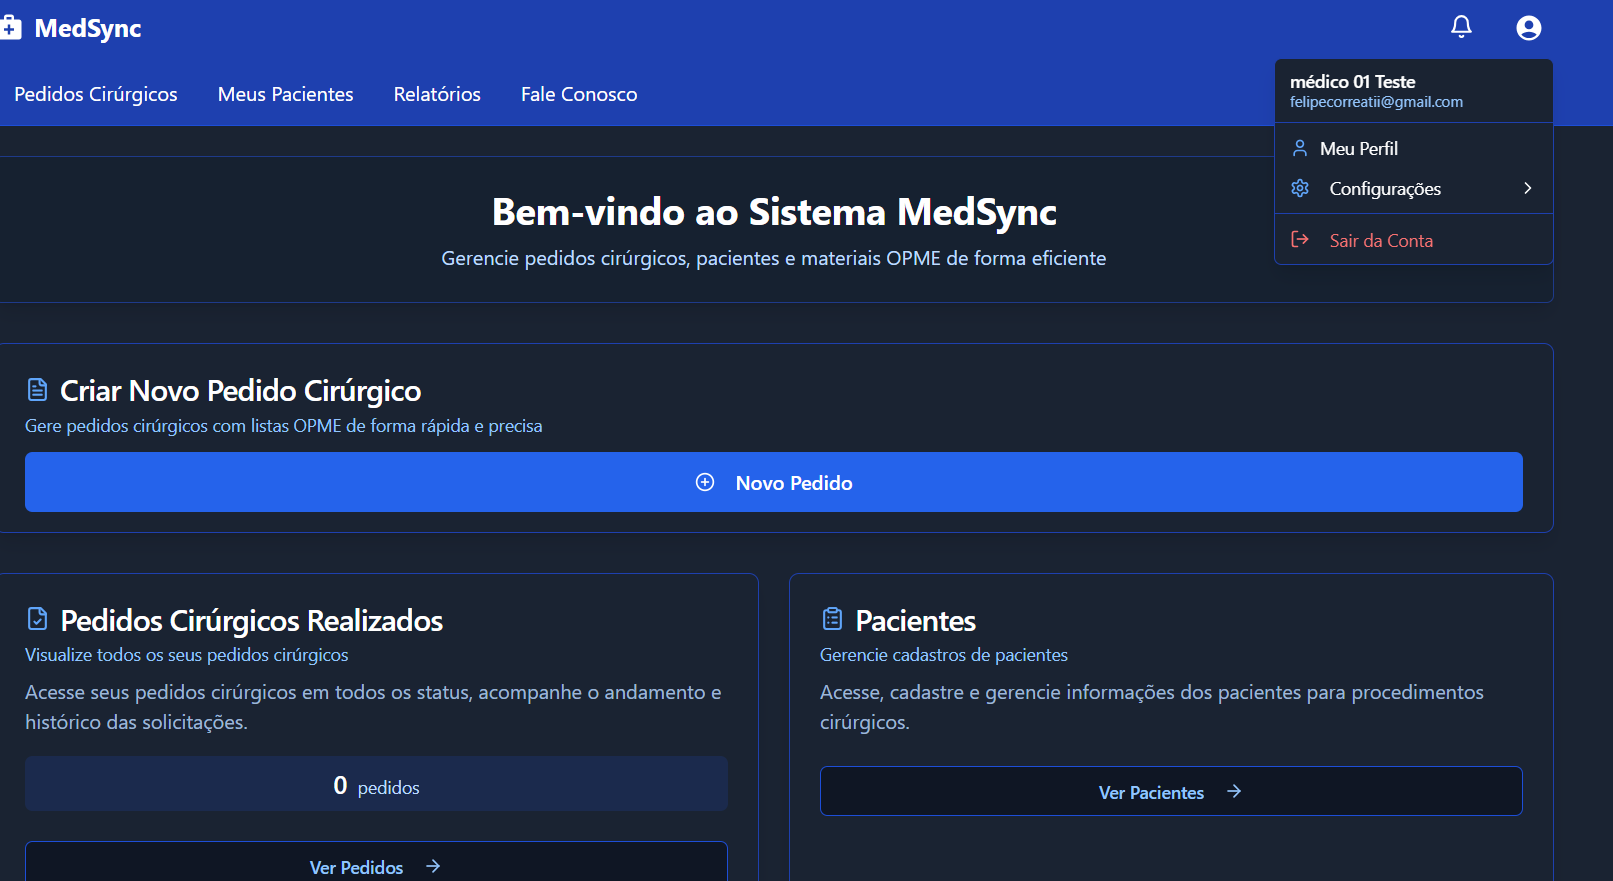 MedSync
Pedidos Cirúrgicos
Meus Pacientes
Relatórios
Fale Conosco
médico 01 Teste
felipecorreatii@gmail.com
Meu Perfil
Configurações
Sair da Conta
Bem-vindo ao Sistema MedSync
Gerencie pedidos cirúrgicos, pacientes e materiais OPME de forma eficiente
Criar Novo Pedido Cirúrgico
Gere pedidos cirúrgicos com listas OPME de forma rápida e precisa
Novo Pedido
Pedidos Cirúrgicos Realizados
Visualize todos os seus pedidos cirúrgicos
Acesse seus pedidos cirúrgicos em todos os status, acompanhe o andamento e
histórico das solicitações.
0 pedidos
Ver Pedidos
Pacientes
Gerencie cadastros de pacientes
Acesse, cadastre e gerencie informações dos pacientes para procedimentos
cirúrgicos.
Ver Pacientes